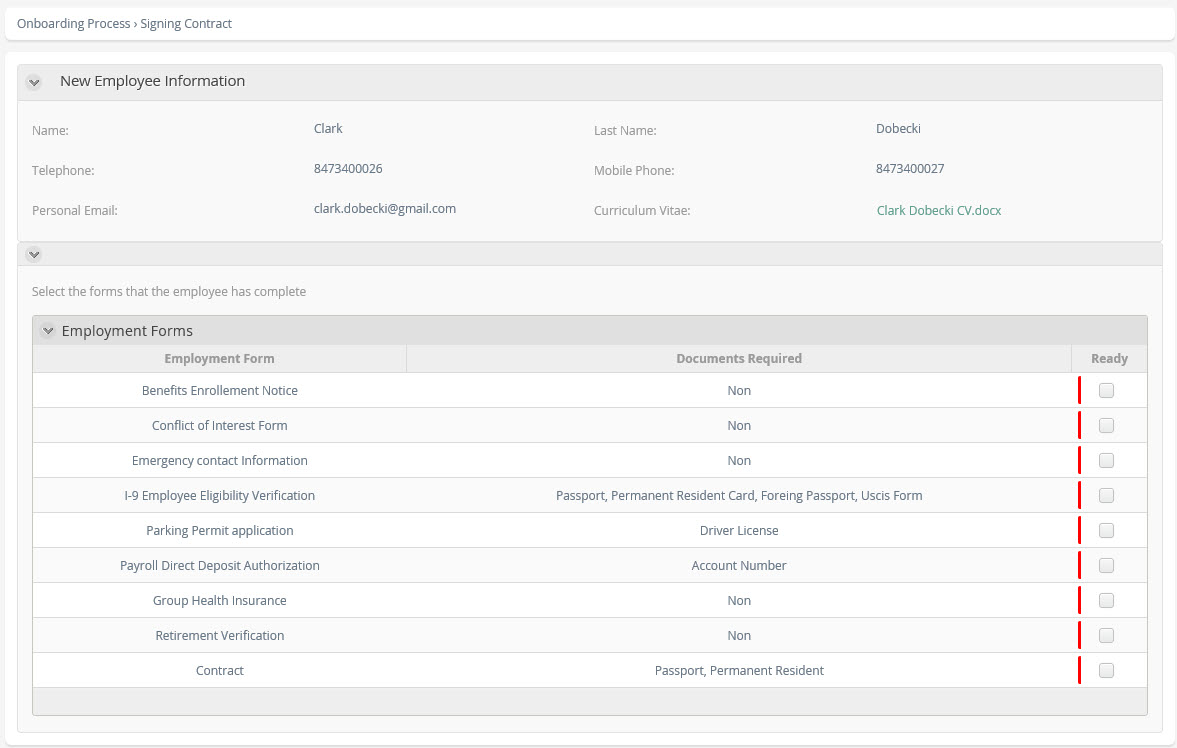 Onboarding Process › Signing Contract
New Employee Information
Name: Clark Last Name: Dobecki
Telephone: 8473400026 Mobile Phone: 8473400027
Personal Email: clark.dobecki@gmail.com Curriculum Vitae: Clark Dobecki CV.docx
Select the forms that the employee has complete
Employment Forms
Employment Form Documents Required Ready
Benefits Enrollement Notice Non
Conflict of Interest Form Non
Emergency contact Information Non
I-9 Employee Eligibility Verification Passport, Permanent Resident Card, Foreing Passport, Uscis Form
Parking Permit application Driver License
Payroll Direct Deposit Authorization Account Number
Group Health Insurance Non
Retirement Verification Non
Contract Passport, Permanent Resident